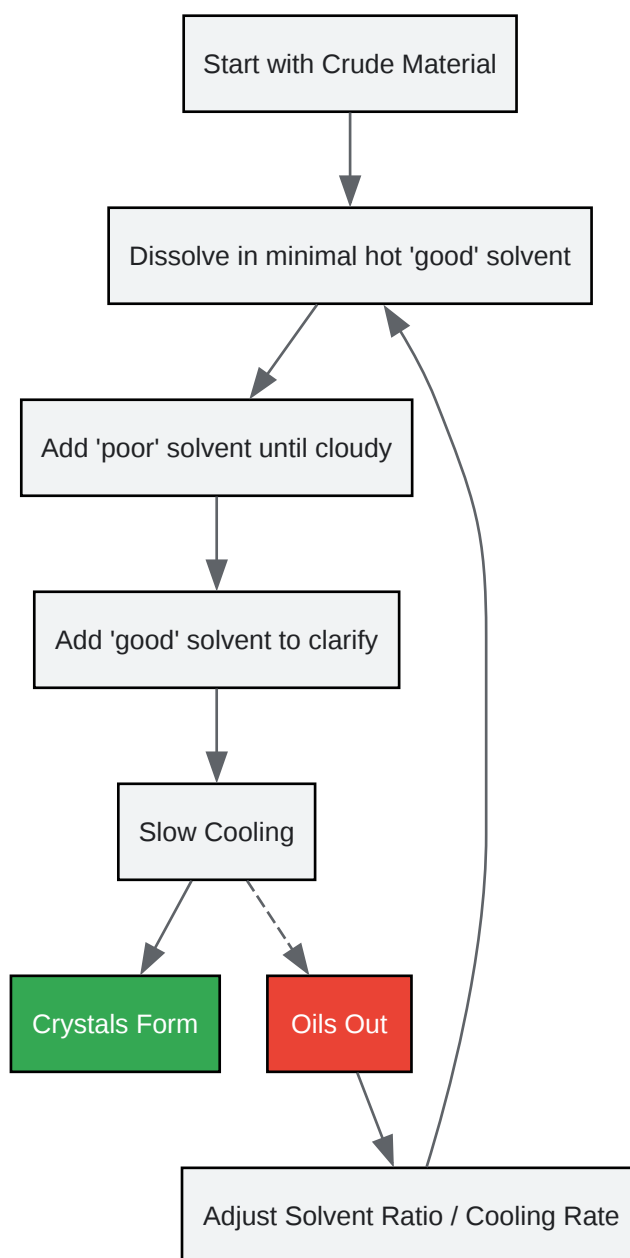 Start with Crude Material
Dissolve in minimal hot 'good' solvent
Add 'poor' solvent until cloudy
Add 'good' solvent to clarify
Slow Cooling
Crystals Form
Oils Out
Adjust Solvent Ratio / Cooling Rate